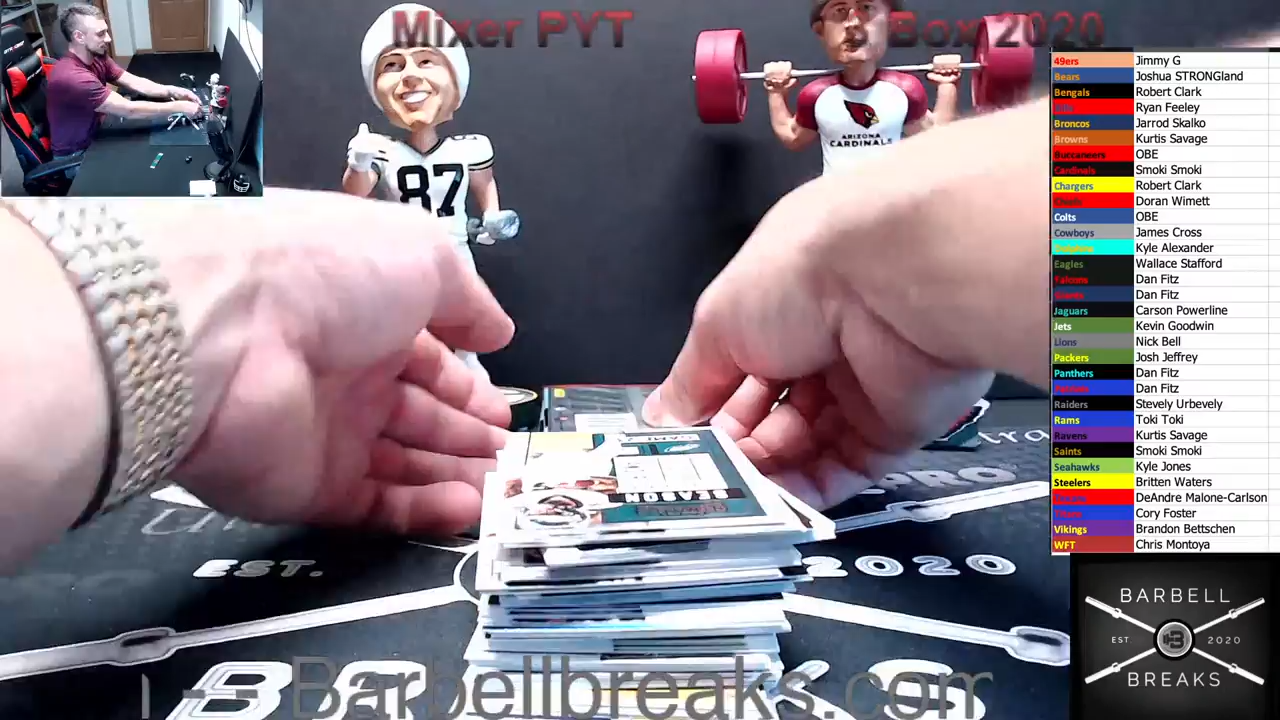 Mixer PYT Box 2020
87
ARIZONA
CARDINALS
49ers Jimmy G
Bears Joshua STRONGland
Bengals Robert Clark
Bills Ryan Feeley
Broncos Jarrod Skalko
Browns Kurtis Savage
Buccaneers OBE
Cardinals Smoki Smoki
Chargers Robert Clark
Chiefs Doran Wimett
Colts OBE
Cowboys James Cross
Dolphins Kyle Alexander
Eagles Wallace Stafford
Falcons Dan Fitz
Giants Dan Fitz
Jaguars Carson Powerline
Jets Kevin Goodwin
Lions Nick Bell
Packers Josh Jeffrey
Panthers Dan Fitz
Patriots Dan Fitz
Raiders Stevely Urbevely
Rams Toki Toki
Ravens Kurtis Savage
Saints Smoki Smoki
Seahawks Kyle Jones
Steelers Britten Waters
Texans DeAndre Malone-Carlson
Titans Cory Foster
Vikings Brandon Bettschen
WFT Chris Montoya
SEASON
EST. 2020
- - Barbellbreaks.com
BARBELL
EST. B 2020
BREAKS